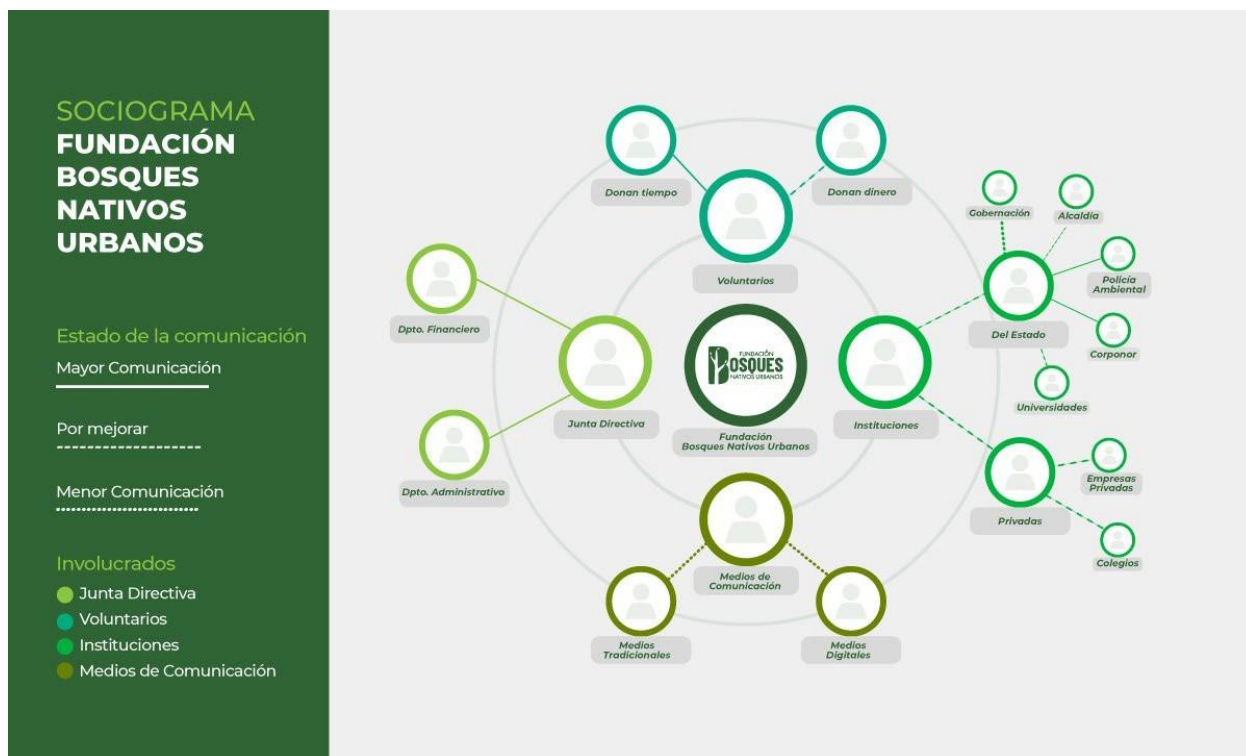 SOCIOGRAMA
FUNDACIÓN
BOSQUES
NATIVOS
URBANOS
Estado de la comunicación
Mayor Comunicación
Por mejorar
Menor Comunicación
Involucrados
Junta Directiva
Voluntarios
Instituciones
Medios de Comunicación
Donan tiempo
Donan dinero
Voluntarios
Gobernación
Alcaldía
Policía
Ambiental
Del Estado
Corponor
Universidades
Dpto. Financiero
Junta Directiva
Dpto. Administrativo
FUNDACIÓN
BOSQUES
NATIVOS URBANOS
Fundación
Bosques Nativos Urbanos
Instituciones
Empresas
Privadas
Privadas
Colegios
Medios de
Comunicación
Medios
Tradicionales
Medios
Digitales